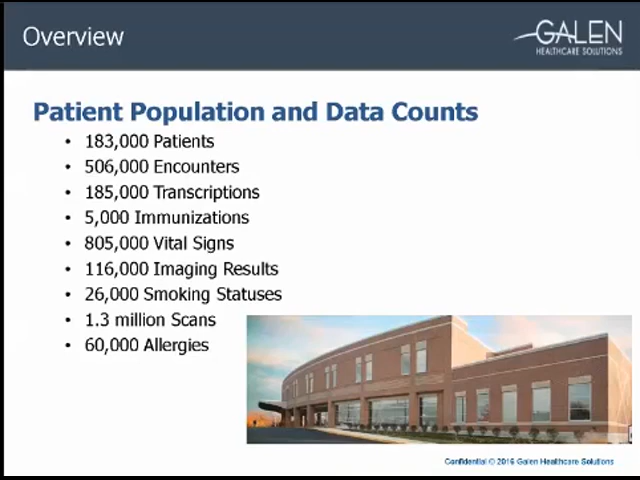 Overview
GALEN
HEALTHCARE SOLUTIONS
Patient Population and Data Counts
• 183,000 Patients
• 506,000 Encounters
• 185,000 Transcriptions
• 5,000 Immunizations
• 805,000 Vital Signs
• 116,000 Imaging Results
• 26,000 Smoking Statuses
• 1.3 million Scans
• 60,000 Allergies
Confidential © 2016 Galen Healthcare Solutions